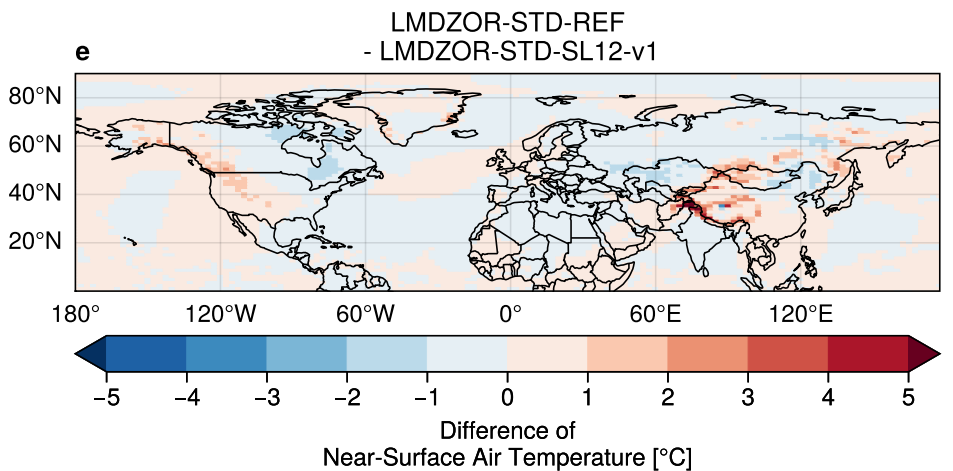 LMDZOR-STD-REF
e - LMDZOR-STD-SL12-v1
80°N
60°N
40°N
20°N
180° 120°W 60°W 0° 60°E 120°E
−5 −4 −3 −2 −1 0 1 2 3 4 5
Difference of
Near-Surface Air Temperature [°C]